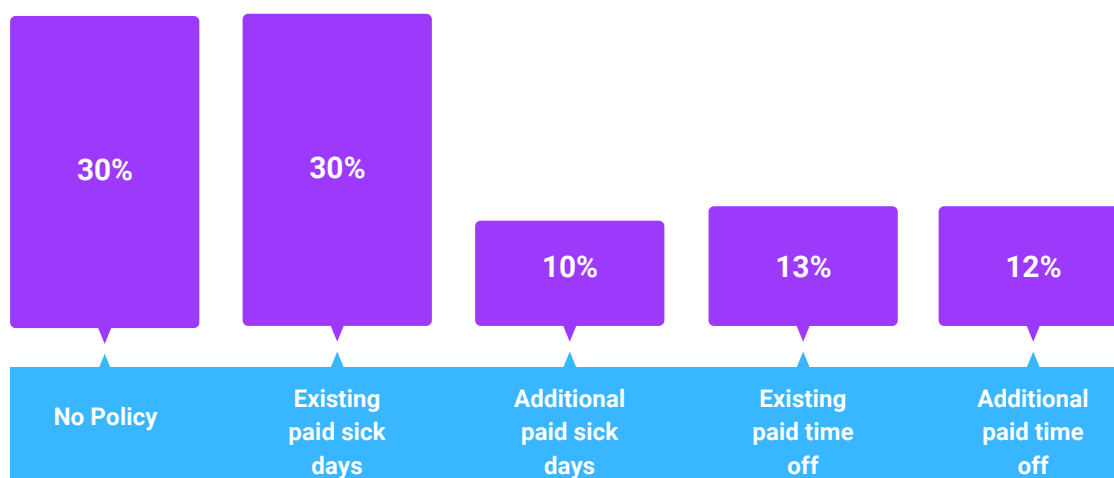 30%
30%
10%
13%
12%
No Policy
Existing
paid sick
days
Additional
paid sick
days
Existing
paid time
off
Additional
paid time
off